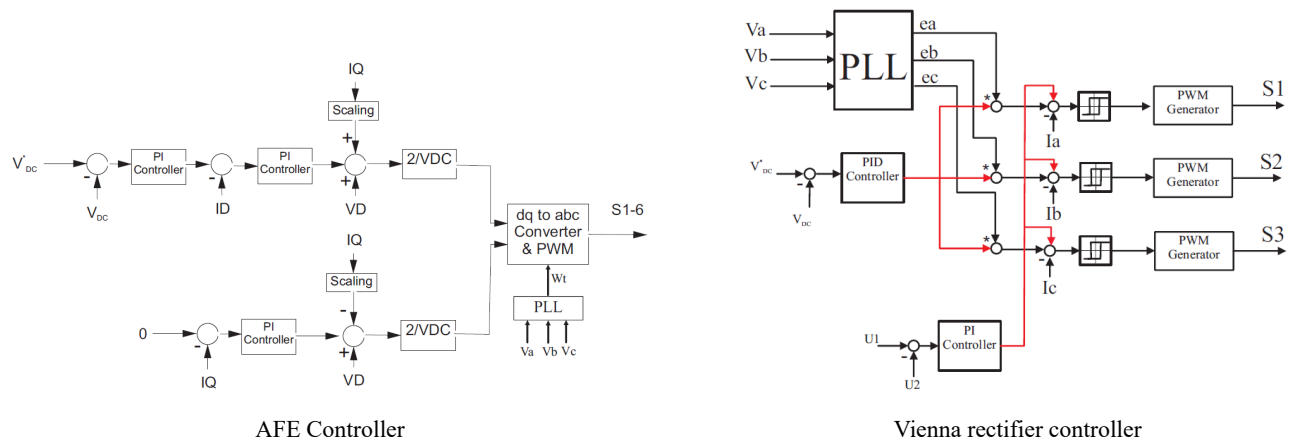 IQ
Scaling
+
V*DC
-
VDC
PI
Controller
-
ID
PI
Controller
+
VD
2/VDC
dq to abc
Converter
& PWM
S1-6
Wt
PLL
Va
Vb
Vc
IQ
Scaling
-
0
-
IQ
PI
Controller
+
VD
2/VDC
AFE Controller
Va
Vb
Vc
PLL
ea
eb
ec
*
-
Ia
PWM
Generator
S1
V*DC
-
VDC
PID
Controller
*
-
Ib
PWM
Generator
S2
*
-
Ic
PWM
Generator
S3
U1
-
U2
PI
Controller
Vienna rectifier controller